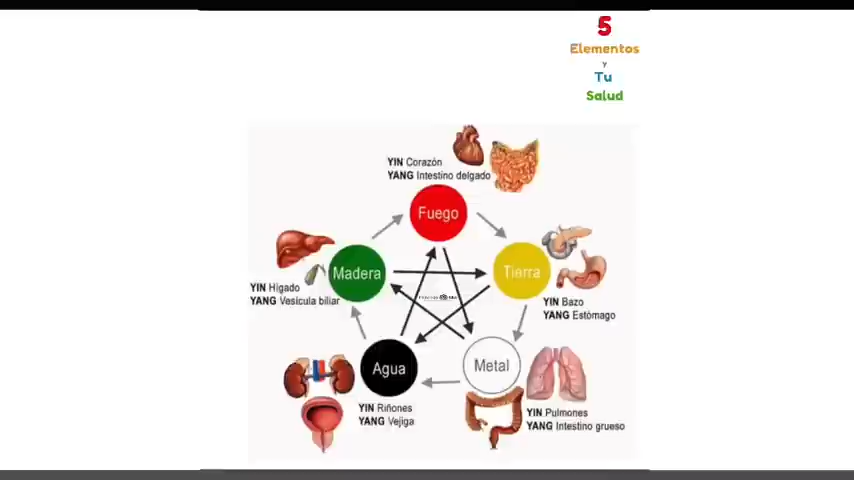 5
Elementos
y
Tu
Salud
YIN Corazón
YANG Intestino delgado
Fuego
Madera
Tierra
YIN Hígado
YANG Vesícula biliar
YIN Bazo
YANG Estómago
Agua
Metal
YIN Riñones
YANG Vejiga
YIN Pulmones
YANG Intestino grueso